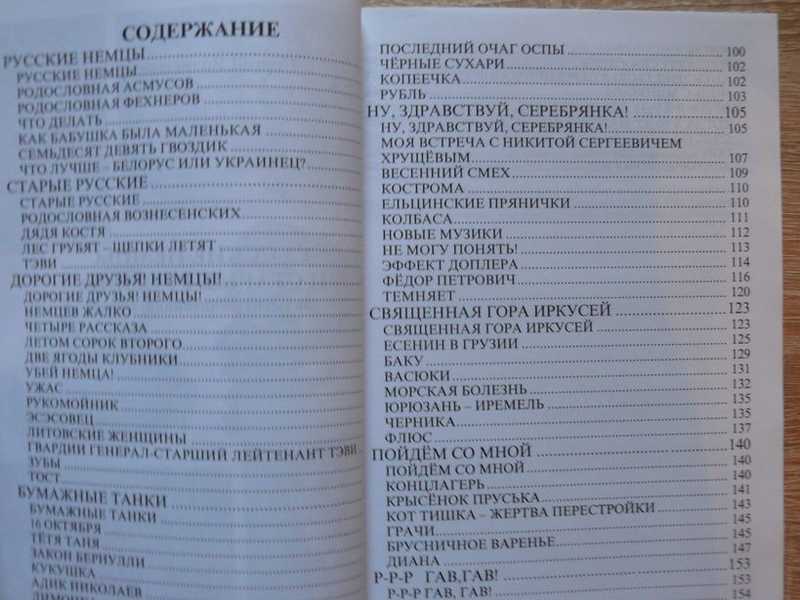 СОДЕРЖАНИЕ
РУССКИЕ НЕМЦЫ
РУССКИЕ НЕМЦЫ
РОДОСЛОВНАЯ АСМУСОВ
РОДОСЛОВНАЯ ФЕХНЕРОВ
ЧТО ДЕЛАТЬ
КАК БАБУШКА БЫЛА МАЛЕНЬКАЯ
СЕМЬДЕСЯТ ДЕВЯТЬ ГВОЗДИК
ЧТО ЛУЧШЕ – БЕЛОРУС ИЛИ УКРАИНЕЦ?
СТАРЫЕ РУССКИЕ
СТАРЫЕ РУССКИЕ
РОДОСЛОВНАЯ ВОЗНЕСЕНСКИХ
ДЯДЯ КОСТЯ
ЛЕС ГРУБЯТ – ЩЕПКИ ЛЕТЯТ
ТЭВИ
ДОРОГИЕ ДРУЗЬЯ! НЕМЦЫ!
ДОРОГИЕ ДРУЗЬЯ! НЕМЦЫ!
НЕМЦЕВ ЖАЛКО
ЧЕТЫРЕ РАССКАЗА
ЛЕТОМ СОРОК ВТОРОГО
ДВЕ ЯГОДЫ КЛУБНИКИ
УБЕЙ НЕМЦА!
УЖАС
РУКОМОЙНИК
ЭСЭСОВЕЦ
ЛИТОВСКИЕ ЖЕНЩИНЫ
ГВАРДИИ ГЕНЕРАЛ-СТАРШИЙ ЛЕЙТЕНАНТ ТЭВИ
ЗУБЫ
ТОСТ
БУМАЖНЫЕ ТАНКИ
БУМАЖНЫЕ ТАНКИ
16 ОКТЯБРЯ
ТЁТЯ ТАНЯ
ЗАКОН БЕРНУЛЛИ
КУКУШКА
АДИК НИКОЛАЕВ
ПОСЛЕДНИЙ ОЧАГ ОСПЫ 100
ЧЁРНЫЕ СУХАРИ 102
КОПЕЕЧКА 102
РУБЛЬ 103
НУ, ЗДРАВСТВУЙ, СЕРЕБРЯНКА! 105
НУ, ЗДРАВСТВУЙ, СЕРЕБРЯНКА! 105
МОЯ ВСТРЕЧА С НИКИТОЙ СЕРГЕЕВИЧЕМ
ХРУЩЁВЫМ 107
ВЕСЕННИЙ СМЕХ 109
КОСТРОМА 110
ЕЛЬЦИНСКИЕ ПРЯНИЧКИ 110
КОЛБАСА 111
НОВЫЕ МУЗИКИ 112
НЕ МОГУ ПОНЯТЬ! 113
ЭФФЕКТ ДОПЛЕРА 114
ФЁДОР ПЕТРОВИЧ 116
ТЕМНЯЕТ 120
СВЯЩЕННАЯ ГОРА ИРКУСЕЙ 123
СВЯЩЕННАЯ ГОРА ИРКУСЕЙ 123
ЕСЕНИН В ГРУЗИИ 125
БАКУ 129
ВАСЮКИ 131
МОРСКАЯ БОЛЕЗНЬ 132
ЮРЮЗАНЬ – ИРЕМЕЛЬ 135
ЧЕРНИКА 135
ФЛЮС 137
ПОЙДЁМ СО МНОЙ 140
ПОЙДЁМ СО МНОЙ 140
КОНЦЛАГЕРЬ 140
КРЫСЁНОК ПРУСЬКА 141
КОТ ТИШКА – ЖЕРТВА ПЕРЕСТРОЙКИ 143
ГРАЧИ 145
БРУСНИЧНОЕ ВАРЕНЬЕ 145
ДИАНА 147
Р-Р-Р ГАВ,ГАВ! 153
Р-Р-Р ГАВ, ГАВ! 153
154